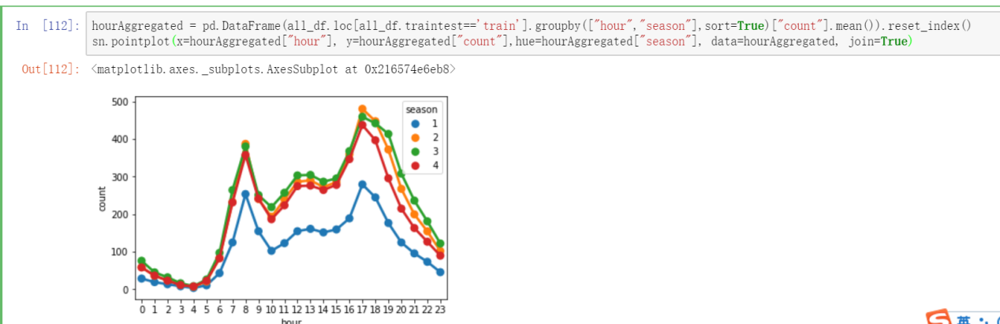 In [112]: hourAggregated = pd.DataFrame(all_df.loc[all_df.traintest=='train'].groupby(["hour","season"],sort=True)["count"].mean()).reset_index()
sn.pointplot(x=hourAggregated["hour"], y=hourAggregated["count"],hue=hourAggregated["season"], data=hourAggregated, join=True)
Out[112]: <matplotlib.axes._subplots.AxesSubplot at 0x216574e6eb8>
season
1
2
3
4
500
400
300
200
100
0
count
0 1 2 3 4 5 6 7 8 9 10 11 12 13 14 15 16 17 18 19 20 21 22 23
hour
S 英